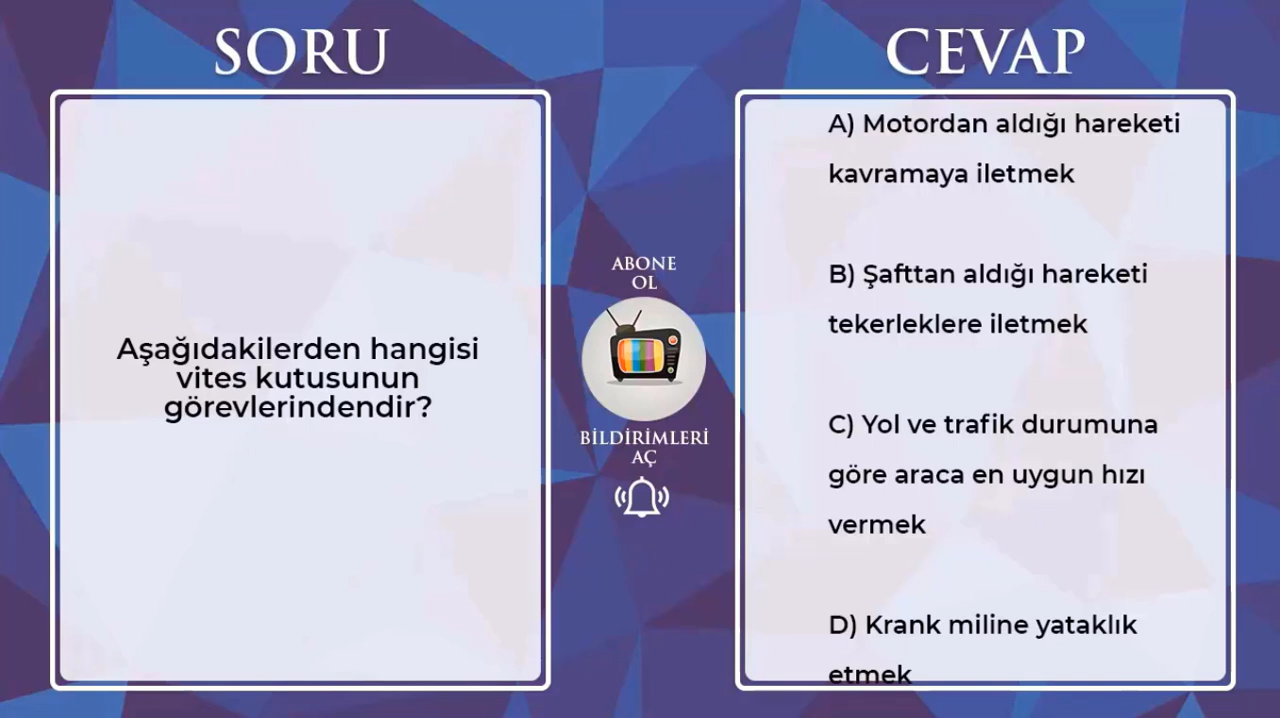 SORU
Aşağıdakilerden hangisi
vites kutusunun
görevlerindendir?
ABONE
OL
BİLDİRİMLERİ
AÇ
CEVAP
A) Motordan aldığı hareketi
kavramaya iletmek
B) Şafttan aldığı hareketi
tekerleklere iletmek
C) Yol ve trafik durumuna
göre araca en uygun hızı
vermek
D) Krank miline yataklık
etmek